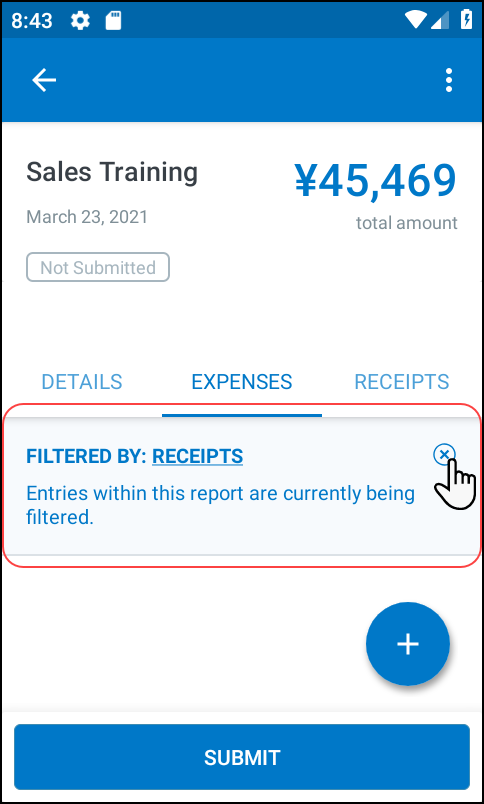 8:43
Sales Training
¥45,469
March 23, 2021
total amount
Not Submitted
DETAILS EXPENSES RECEIPTS
FILTERED BY: RECEIPTS
Entries within this report are currently being
filtered.
SUBMIT